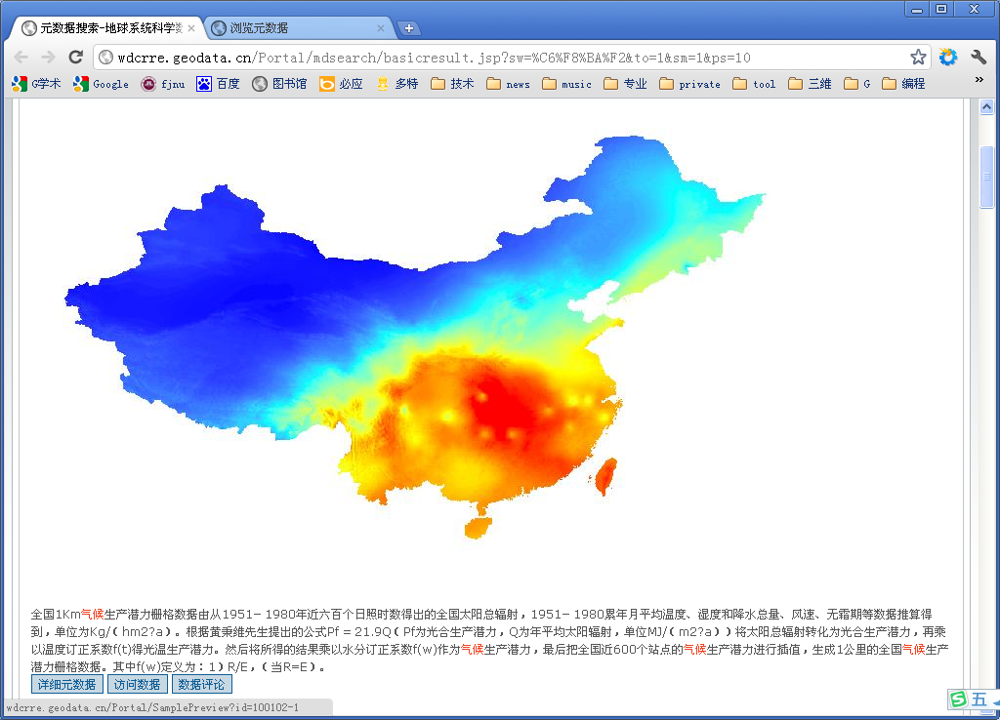 元数据搜索-地球系统科学数
浏览元数据
wdcrre.geodata.cn/Portal/mdsearch/basicresult.jsp?sw=%C6%F8%BA%F2&to=1&sm=1&ps=10
G学术 Google fjnu 百度 图书馆 必应 多特 技术 news music 专业 private tool 三維 G 编程 »
全国1Km气候生产潜力栅格数据由从1951-1980年近六百个日照时数得出的全国太阳总辐射，1951-1980累年月平均温度、湿度和降水总量、风速、无霜期等数据推算得
到，单位为Kg/（hm2?a）。根据黄秉维先生提出的公式Pf = 21.9Q（Pf为光合生产潜力，Q为年平均太阳辐射，单位MJ/（m2?a））将太阳总辐射转化为光合生产潜力，再乘
以温度订正系数f(t)得光温生产潜力。然后将所得的结果乘以水分订正系数f(w)作为气候生产潜力，最后把全国近600个站点的气候生产潜力进行插值，生成1公里的全国气候生产
潜力栅格数据。其中f(w)定义为：1）R/E，（当R=E）。
详细元数据 访问数据 数据评论
wdcrre.geodata.cn/Portal/SamplePreview?id=100102-1
五